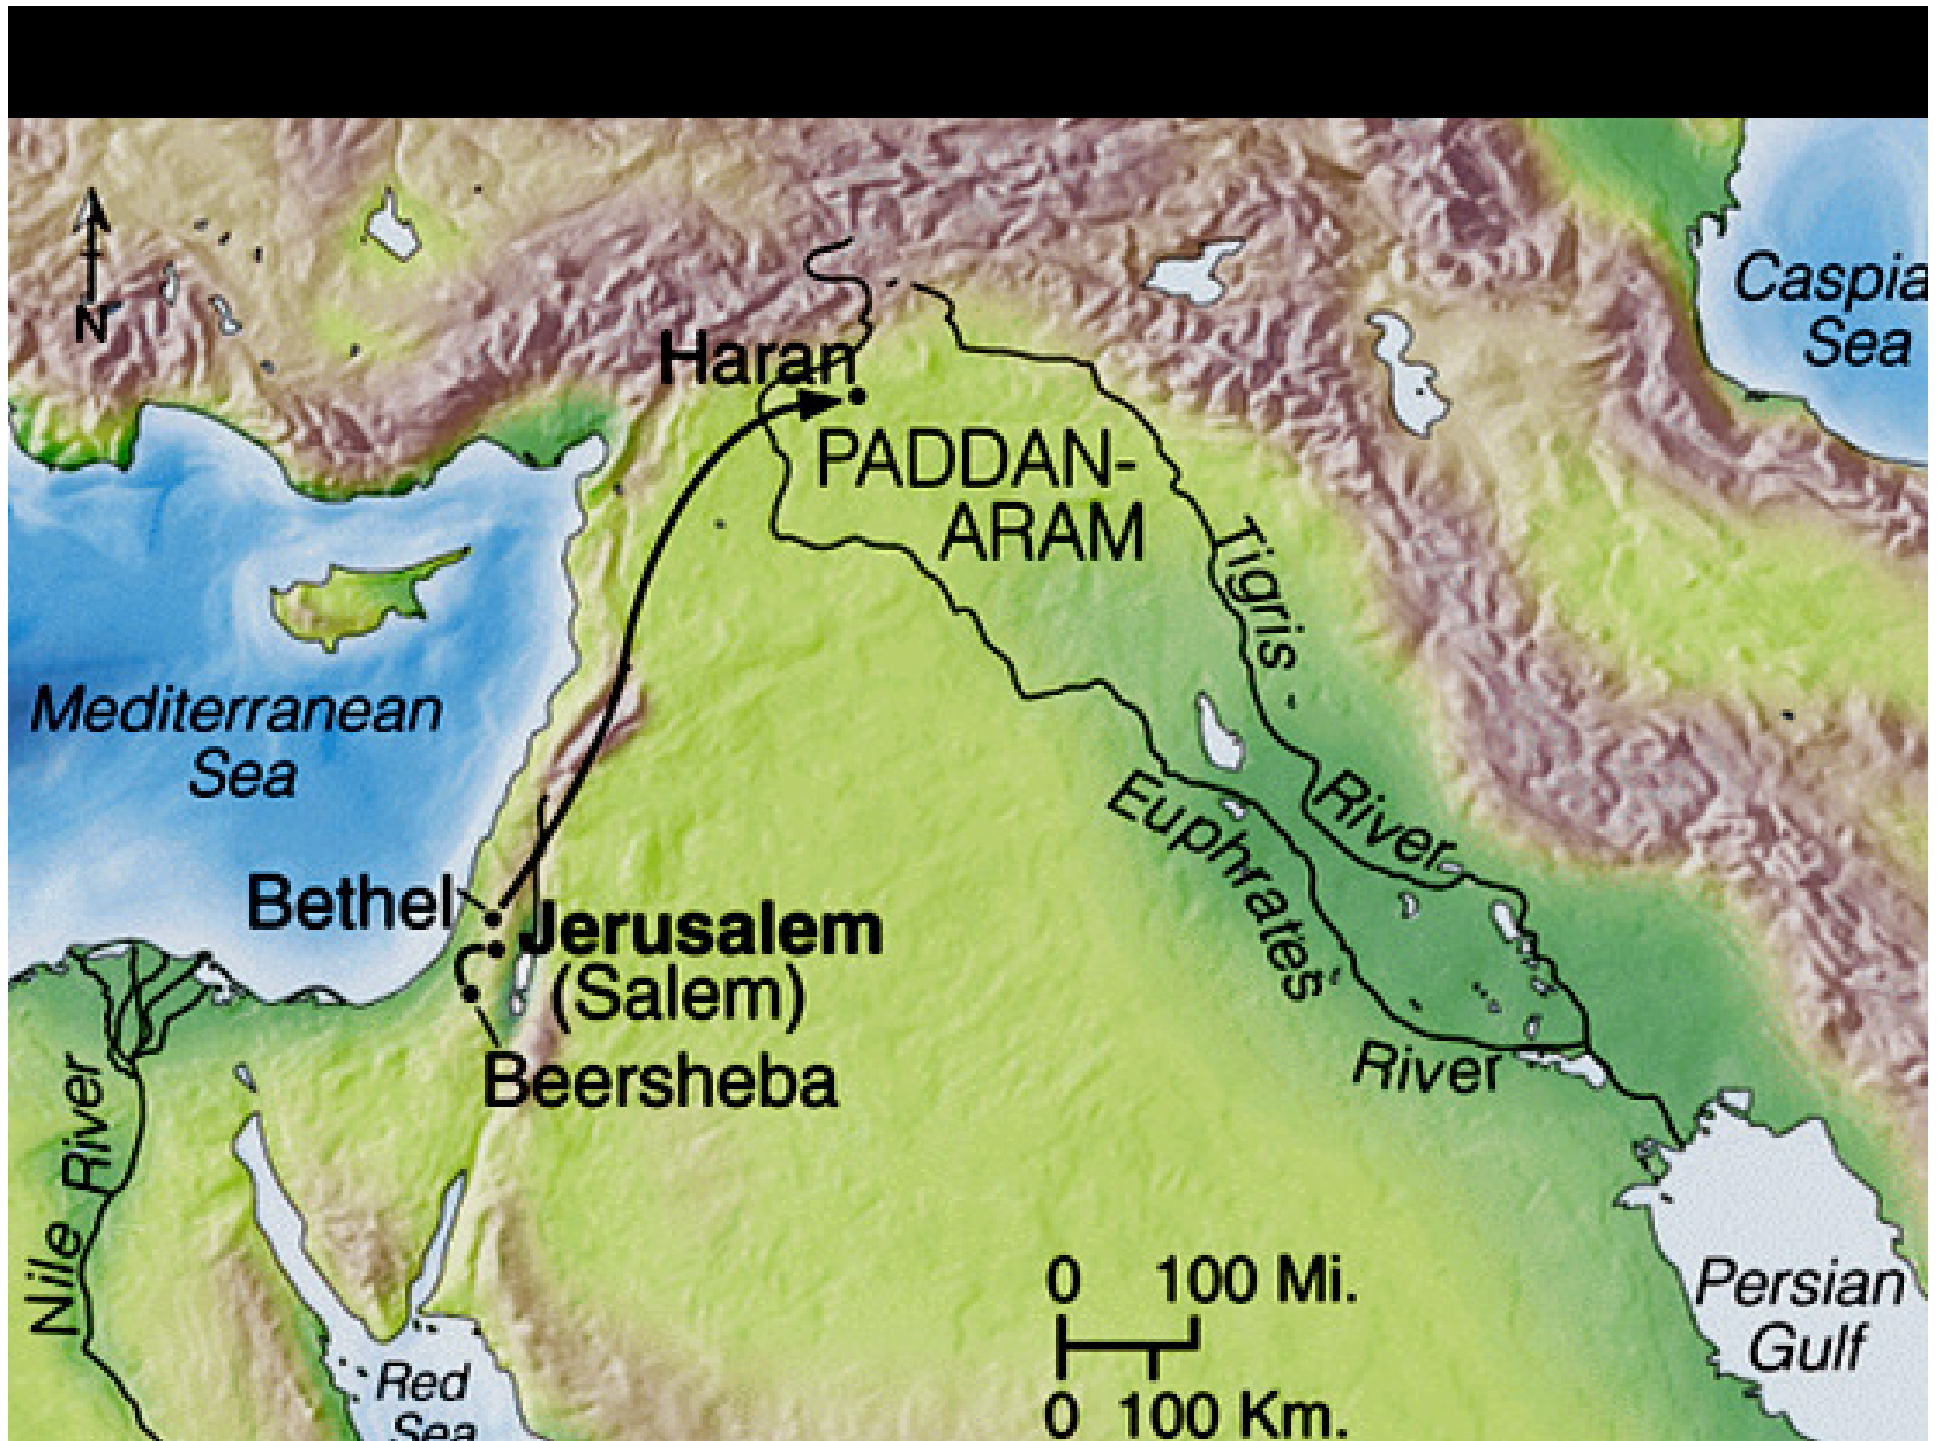 N
Caspia
Sea
Haran
PADDAN-
ARAM
Tigris
River
Mediterranean
Sea
Euphrates
River
Bethel
Jerusalem
(Salem)
Beersheba
Nile River
0 100 Mi.
0 100 Km.
Persian
Gulf
Red
Sea